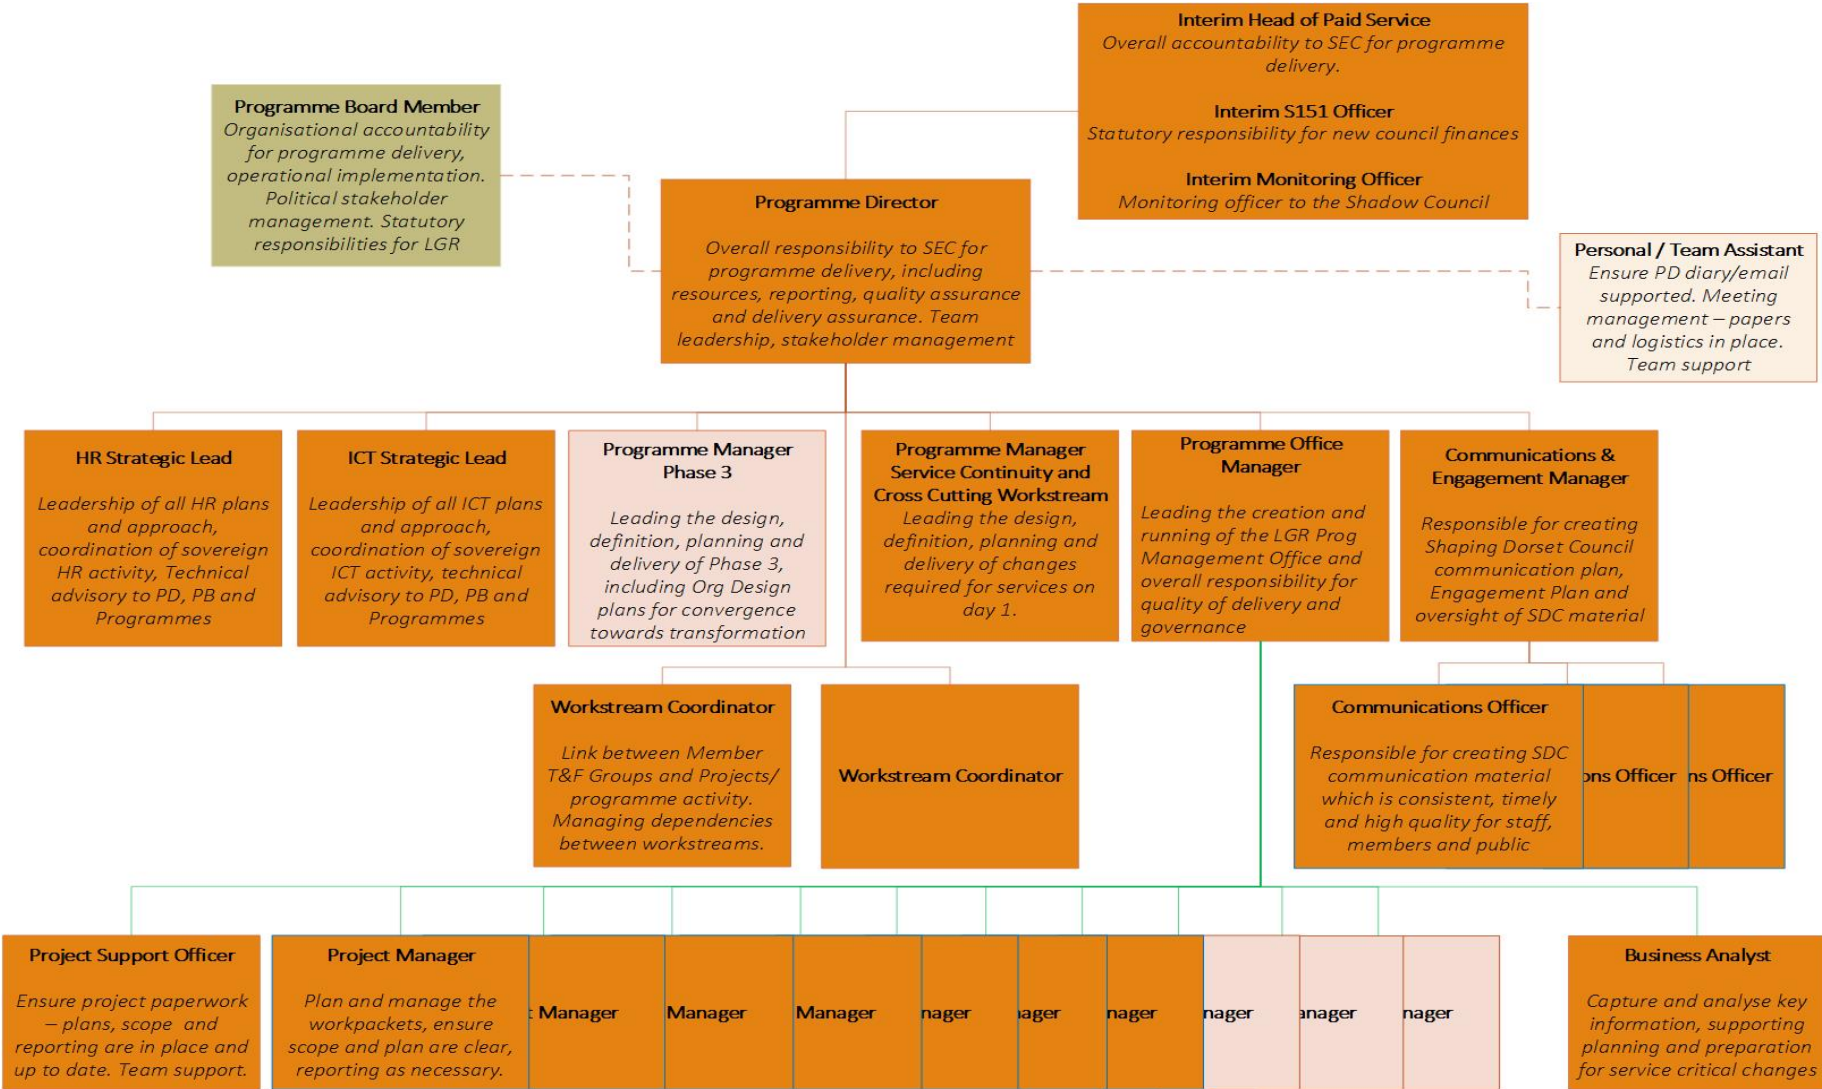 Interim Head of Paid Service
Overall accountability to SEC for programme
delivery.
Interim S151 Officer
Statutory responsibility for new council finances
Interim Monitoring Officer
Monitoring officer to the Shadow Council
Programme Board Member
Organisational accountability
for programme delivery,
operational implementation.
Political stakeholder
management. Statutory
responsibilities for LGR
Programme Director
Overall responsibility to SEC for
programme delivery, including
resources, reporting, quality assurance
and delivery assurance. Team
leadership, stakeholder management
Personal / Team Assistant
Ensure PD diary/email
supported. Meeting
management – papers
and logistics in place.
Team support
HR Strategic Lead
Leadership of all HR plans
and approach,
coordination of sovereign
HR activity, Technical
advisory to PD, PB and
Programmes
ICT Strategic Lead
Leadership of all ICT plans
and approach,
coordination of sovereign
ICT activity, technical
advisory to PD, PB and
Programmes
Programme Manager
Phase 3
Leading the design,
definition, planning and
delivery of Phase 3,
including Org Design
plans for convergence
towards transformation
Programme Manager
Service Continuity and
Cross Cutting Workstream
Leading the design,
definition, planning and
delivery of changes
required for services on
day 1.
Programme Office
Manager
Leading the creation and
running of the LGR Prog
Management Office and
overall responsibility for
quality of delivery and
governance
Communications &
Engagement Manager
Responsible for creating
Shaping Dorset Council
communication plan,
Engagement Plan and
oversight of SDC material
Workstream Coordinator
Link between Member
T&F Groups and Projects/
programme activity.
Managing dependencies
between workstreams.
Workstream Coordinator
Communications Officer
Responsible for creating SDC
communication material
which is consistent, timely
and high quality for staff,
members and public
ons Officer
ns Officer
Project Support Officer
Ensure project paperwork
– plans, scope and
reporting are in place and
up to date. Team support.
Project Manager
Plan and manage the
workpackets, ensure
scope and plan are clear,
reporting as necessary.
t Manager
Manager
Manager
nager
nager
nager
anager
nager
Business Analyst
Capture and analyse key
information, supporting
planning and preparation
for service critical changes